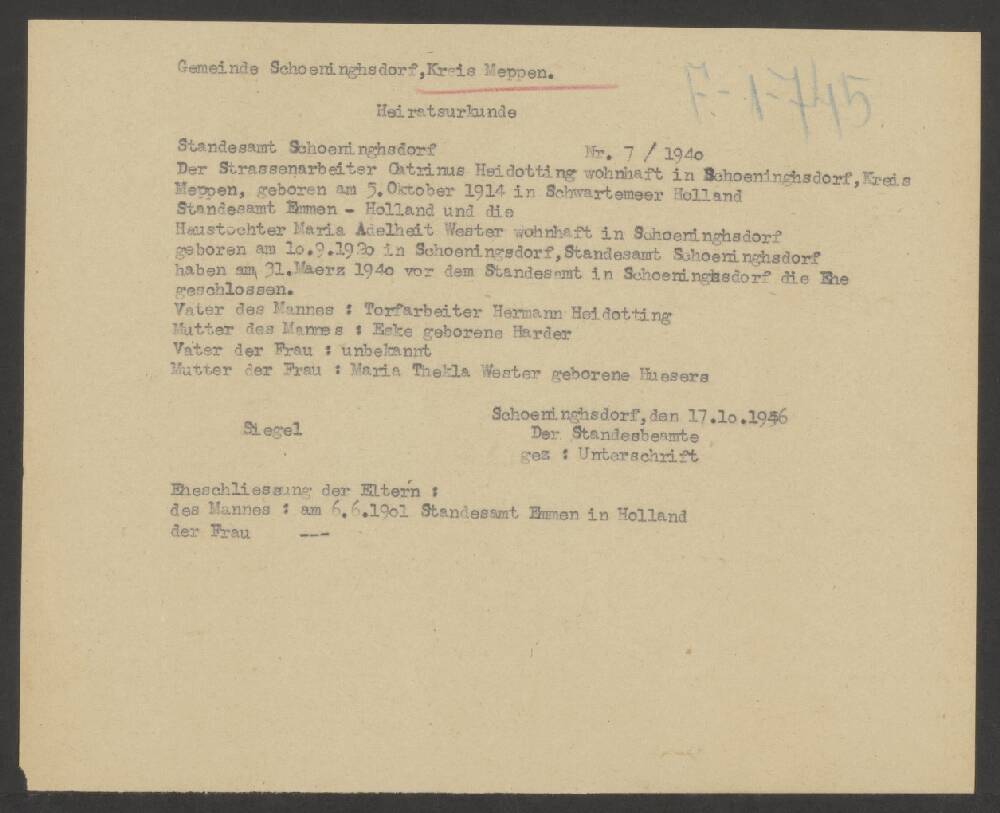 Gemeinde Schoeninghsdorf,Kreis Meppen.
7.-1-745
Heiratsurkunde
Standesamt Schoeninghsdorf Nr. 7 / 194o
Der Strassenarbeiter Catrinus Heidotting wohnhaft in Schoeninghsdorf,Kreis
Meppen, geboren am 5.Oktober 1914 in Schwartemeer Holland
Standesamt Emmen - Holland und die
Haustochter Maria Adelheit Wester wohnhaft in Schoeninghsdorf
geboren am 1o.9.192o in Schoeningsdorf,Standesamt Schoeninghsdorf
haben am 31.Maerz 194o vor dem Standesamt in Schoeninghsdorf die Ehe
geschlossen.
Vater des Mannes : Torfarbeiter Hermann Heidotting
Mutter des Mannes : Eske geborene Harder
Vater der Frau : unbekannt
Mutter der Frau : Maria Thekla Wester geborene Huesers
Schoeninghsdorf,den 17.1o.1946
Siegel Der Standesbeamte
gez : Unterschrift
Eheschliessung der Eltern :
des Mannes : am 6.6.19o1 Standesamt Emmen in Holland
der Frau ---